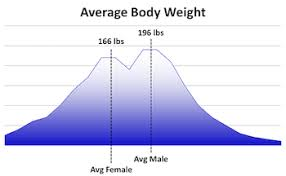 Average Body Weight
166 lbs
196 lbs
Avg Female
Avg Male